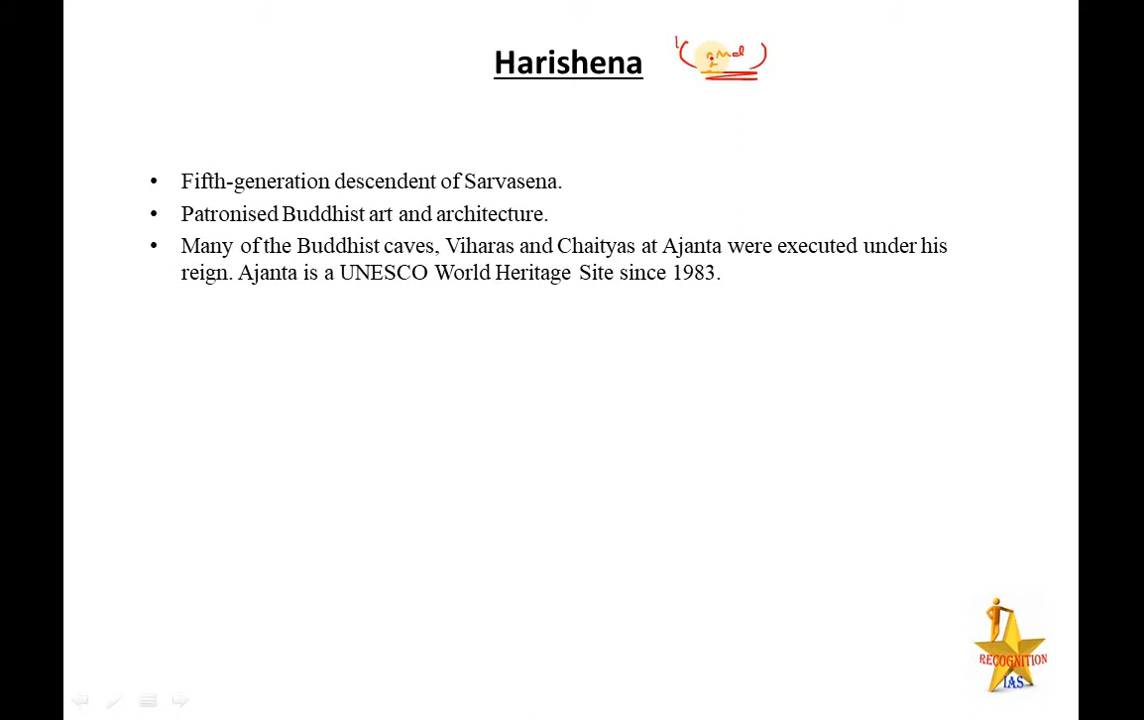 Harishena
• Fifth-generation descendent of Sarvasena.
• Patronised Buddhist art and architecture.
• Many of the Buddhist caves, Viharas and Chaityas at Ajanta were executed under his
reign. Ajanta is a UNESCO World Heritage Site since 1983.
RECOGNITION
IAS